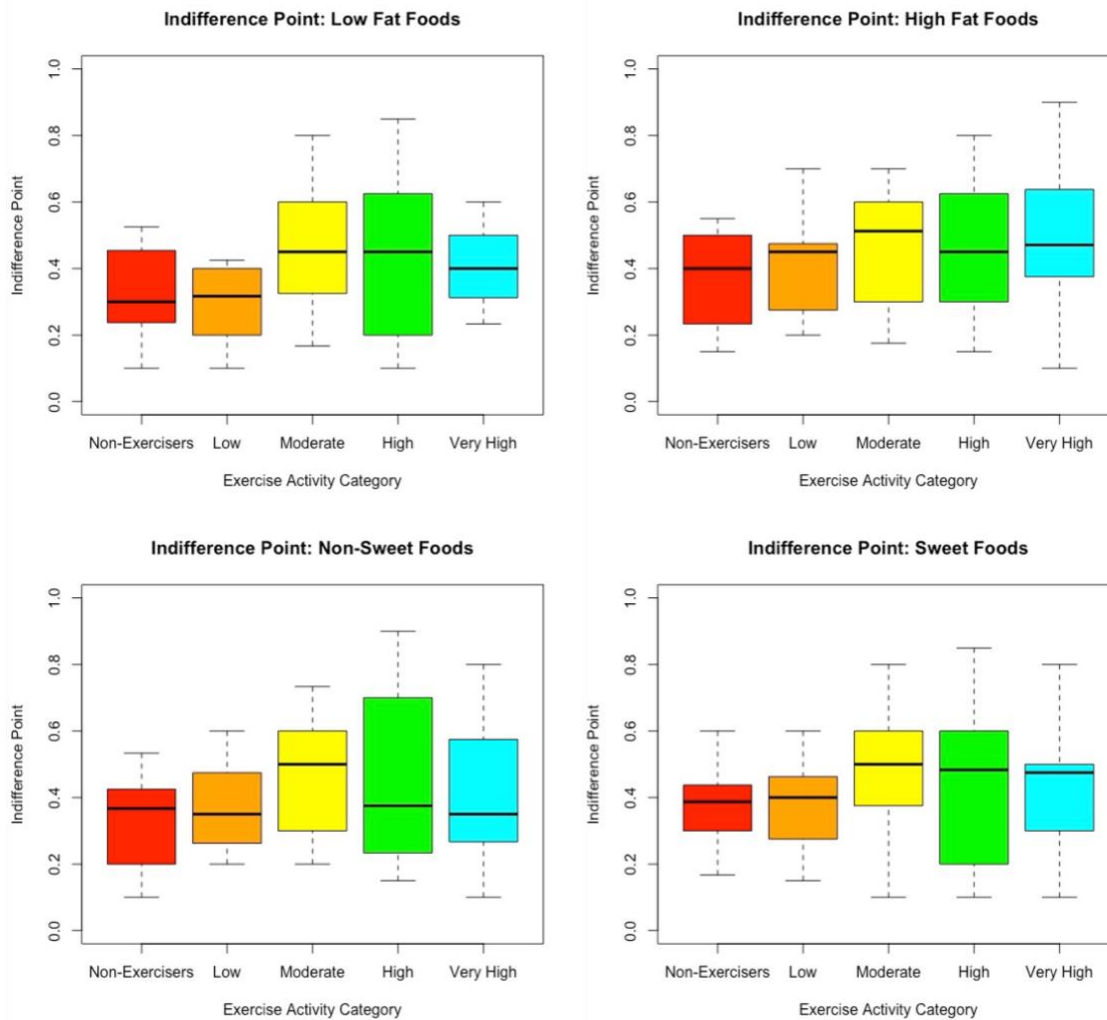 Indifference Point: Low Fat Foods
Indifference Point
1.0
0.8
0.6
0.4
0.2
0.0
Non-Exercisers Low Moderate High Very High
Exercise Activity Category
Indifference Point: High Fat Foods
Indifference Point
1.0
0.8
0.6
0.4
0.2
0.0
Non-Exercisers Low Moderate High Very High
Exercise Activity Category
Indifference Point: Non-Sweet Foods
Indifference Point
1.0
0.8
0.6
0.4
0.2
0.0
Non-Exercisers Low Moderate High Very High
Exercise Activity Category
Indifference Point: Sweet Foods
Indifference Point
1.0
0.8
0.6
0.4
0.2
0.0
Non-Exercisers Low Moderate High Very High
Exercise Activity Category